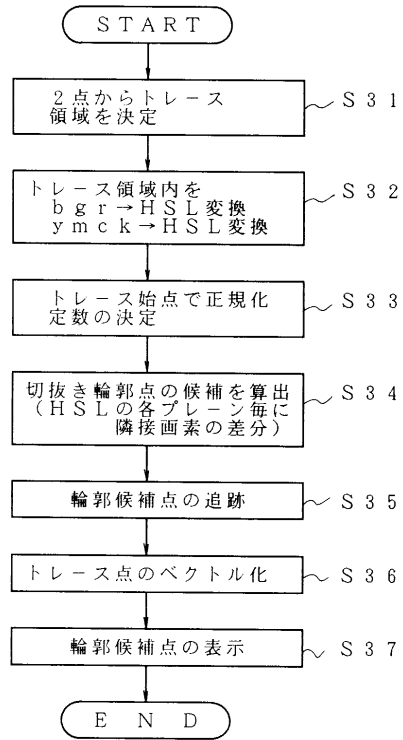 START
2点からトレース
領域を決定
S31
トレース領域内を
bgr→HSL変換
ymck→HSL変換
S32
トレース始点で正規化
定数の決定
S33
切抜き輪郭点の候補を算出
(HSLの各プレーン毎に
隣接画素の差分)
S34
輪郭候補点の追跡
S35
トレース点のベクトル化
S36
輪郭候補点の表示
S37
END